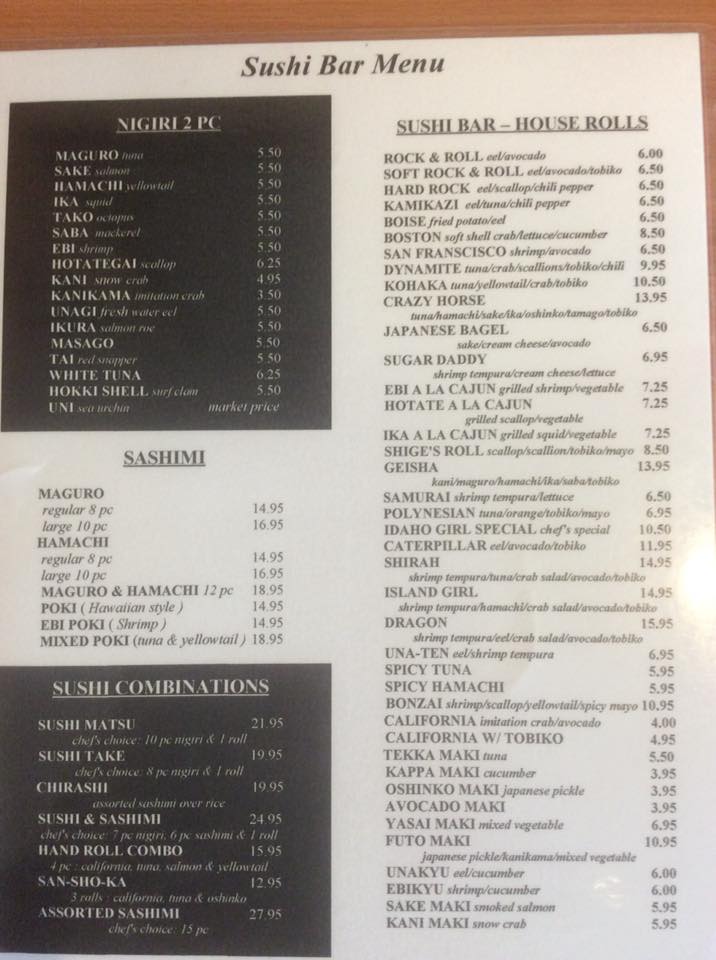 Sushi Bar Menu
NIGIRI 2 PC
MAGURO tuna 5.50
SAKE salmon 5.50
HAMACHI yellowtail 5.50
IKA squid 5.50
TAKO octopus 5.50
SABA mackerel 5.50
EBI shrimp 5.50
HOTATEGAI scallop 6.25
KANI snow crab 4.95
KANIKAMA imitation crab 3.50
UNAGI fresh water eel 5.50
IKURA salmon roe 5.50
MASAGO 5.50
TAI red snapper 5.50
WHITE TUNA 6.25
HOKKI SHELL surf clam 5.50
UNI sea urchin market price
SASHIMI
MAGURO
regular 8 pc 14.95
large 10 pc 16.95
HAMACHI
regular 8 pc 14.95
large 10 pc 16.95
MAGURO & HAMACHI 12 pc 18.95
POKI ( Hawaiian style ) 14.95
EBI POKI ( Shrimp ) 14.95
MIXED POKI (tuna & yellowtail ) 18.95
SUSHI COMBINATIONS
SUSHI MATSU 21.95
chef's choice: 10 pc nigiri & 1 roll
SUSHI TAKE 19.95
chef's choice: 8 pc nigiri & 1 roll
CHIRASHI 19.95
assorted sashimi over rice
SUSHI & SASHIMI 24.95
chef's choice: 7 pc nigiri, 6 pc sashimi & 1 roll
HAND ROLL COMBO 15.95
4 pc : california, tuna, salmon & yellowtail
SAN-SHO-KA 12.95
3 rolls : california, tuna & oshinko
ASSORTED SASHIMI 27.95
chef's choice: 15 pc
SUSHI BAR – HOUSE ROLLS
ROCK & ROLL eel/avocado 6.00
SOFT ROCK & ROLL eel/avocado/tobiko 6.50
HARD ROCK eel/scallop/chili pepper 6.50
KAMIKAZI eel/tuna/chili pepper 6.50
BOISE fried potato/eel 6.50
BOSTON soft shell crab/lettuce/cucumber 8.50
SAN FRANSCISCO shrimp/avocado 6.50
DYNAMITE tuna/crab/scallions/tobiko/chili 9.95
KOHAKA tuna/yellowtail/crab/tobiko 10.50
CRAZY HORSE 13.95
tuna/hamachi/sake/ika/oshinko/tamago/tobiko
JAPANESE BAGEL 6.50
sake/cream cheese/avocado
SUGAR DADDY 6.95
shrimp tempura/cream cheese/lettuce
EBI A LA CAJUN grilled shrimp/vegetable 7.25
HOTATE A LA CAJUN 7.25
grilled scallop/vegetable
IKA A LA CAJUN grilled squid/vegetable 7.25
SHIGE'S ROLL scallop/scallion/tobiko/mayo 8.50
GEISHA 13.95
kani/maguro/hamachi/ika/saba/tobiko
SAMURAI shrimp tempura/lettuce 6.50
POLYNESIAN tuna/orange/tobiko/mayo 6.95
IDAHO GIRL SPECIAL chef's special 10.50
CATERPILLAR eel/avocado/tobiko 11.95
SHIRAH 14.95
shrimp tempura/tuna/crab salad/avocado/tobiko
ISLAND GIRL 14.95
shrimp tempura/hamachi/crab salad/avocado/tobiko
DRAGON 15.95
shrimp tempura/eel/crab salad/avocado/tobiko
UNA-TEN eel/shrimp tempura 6.95
SPICY TUNA 5.95
SPICY HAMACHI 5.95
BONZAI shrimp/scallop/yellowtail/spicy mayo 10.95
CALIFORNIA imitation crab/avocado 4.00
CALIFORNIA W/ TOBIKO 4.95
TEKKA MAKI tuna 5.50
KAPPA MAKI cucumber 3.95
OSHINKO MAKI japanese pickle 3.95
AVOCADO MAKI 3.95
YASAI MAKI mixed vegetable 6.95
FUTO MAKI 10.95
japanese pickle/kanikama/mixed vegetable
UNAKYU eel/cucumber 6.00
EBIKYU shrimp/cucumber 6.00
SAKE MAKI smoked salmon 5.95
KANI MAKI snow crab 5.95